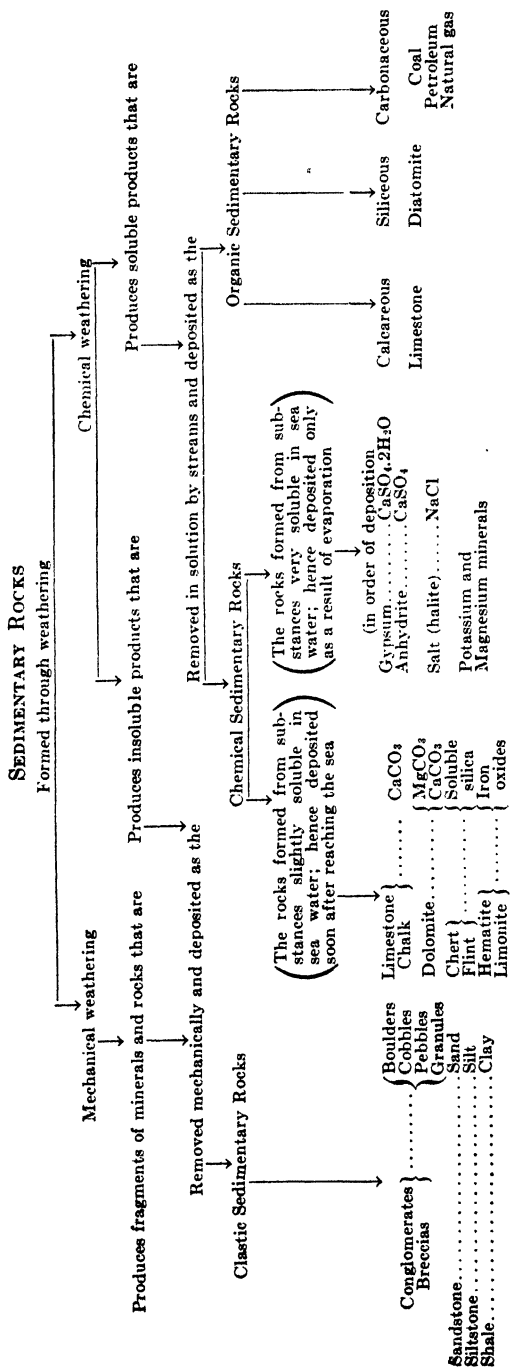 SEDIMENTARY ROCKS
Formed through weathering
Mechanical weathering
Chemical weathering
Produces fragments of minerals and rocks that are
Produces insoluble products that are
Produces soluble products that are
Removed mechanically and deposited as the
Removed in solution by streams and deposited as the
Clastic Sedimentary Rocks
Chemical Sedimentary Rocks
Organic Sedimentary Rocks
(The rocks formed from sub-
stances slightly soluble in
sea water; hence deposited
soon after reaching the sea)
(The rocks formed from sub-
stances very soluble in sea
water; hence deposited only
as a result of evaporation)
Conglomerates
Breccias } ........ { Boulders
Cobbles
Pebbles
Granules
Sandstone........................Sand
Siltstone........................Silt
Shale........................Clay
Limestone
Chalk } ...... CaCO₃
Dolomite........ { MgCO₃
CaCO₃
Chert
Flint } ........ { Soluble
silica
Hematite
Limonite } ........ { Iron
oxides
(in order of deposition
Gypsum........CaSO₄.2H₂O
Anhydrite........CaSO₄
Salt (halite)......NaCl
Potassium and
Magnesium minerals
Calcareous
Limestone
Siliceous
Diatomite
Carbonaceous
Coal
Petroleum
Natural gas